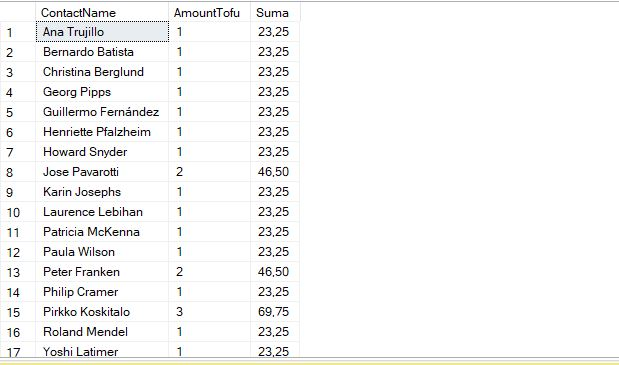 ContactName AmountTofu Suma
1 Ana Trujillo 1 23,25
2 Bernardo Batista 1 23,25
3 Christina Berglund 1 23,25
4 Georg Pipps 1 23,25
5 Guillermo Fernández 1 23,25
6 Henriette Pfalzheim 1 23,25
7 Howard Snyder 1 23,25
8 Jose Pavarotti 2 46,50
9 Karin Josephs 1 23,25
10 Laurence Lebihan 1 23,25
11 Patricia McKenna 1 23,25
12 Paula Wilson 1 23,25
13 Peter Franken 2 46,50
14 Philip Cramer 1 23,25
15 Pirkko Koskitalo 3 69,75
16 Roland Mendel 1 23,25
17 Yoshi Latimer 1 23,25